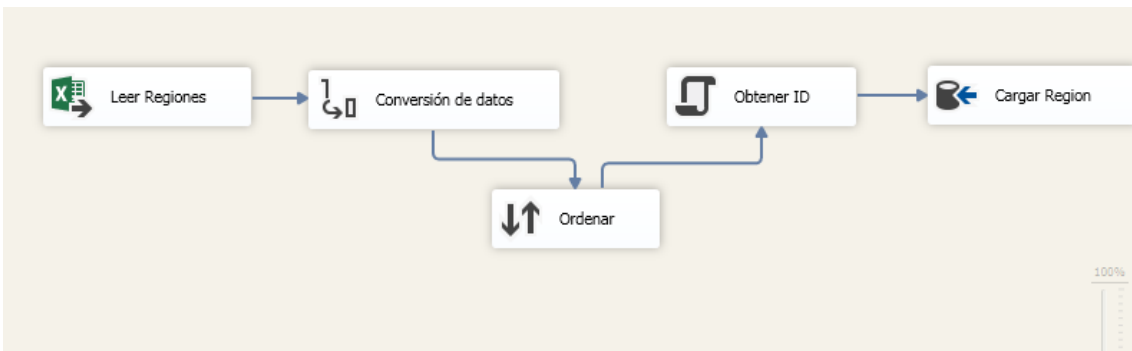 Leer Regiones
Conversión de datos
Obtener ID
Cargar Region
Ordenar
100%